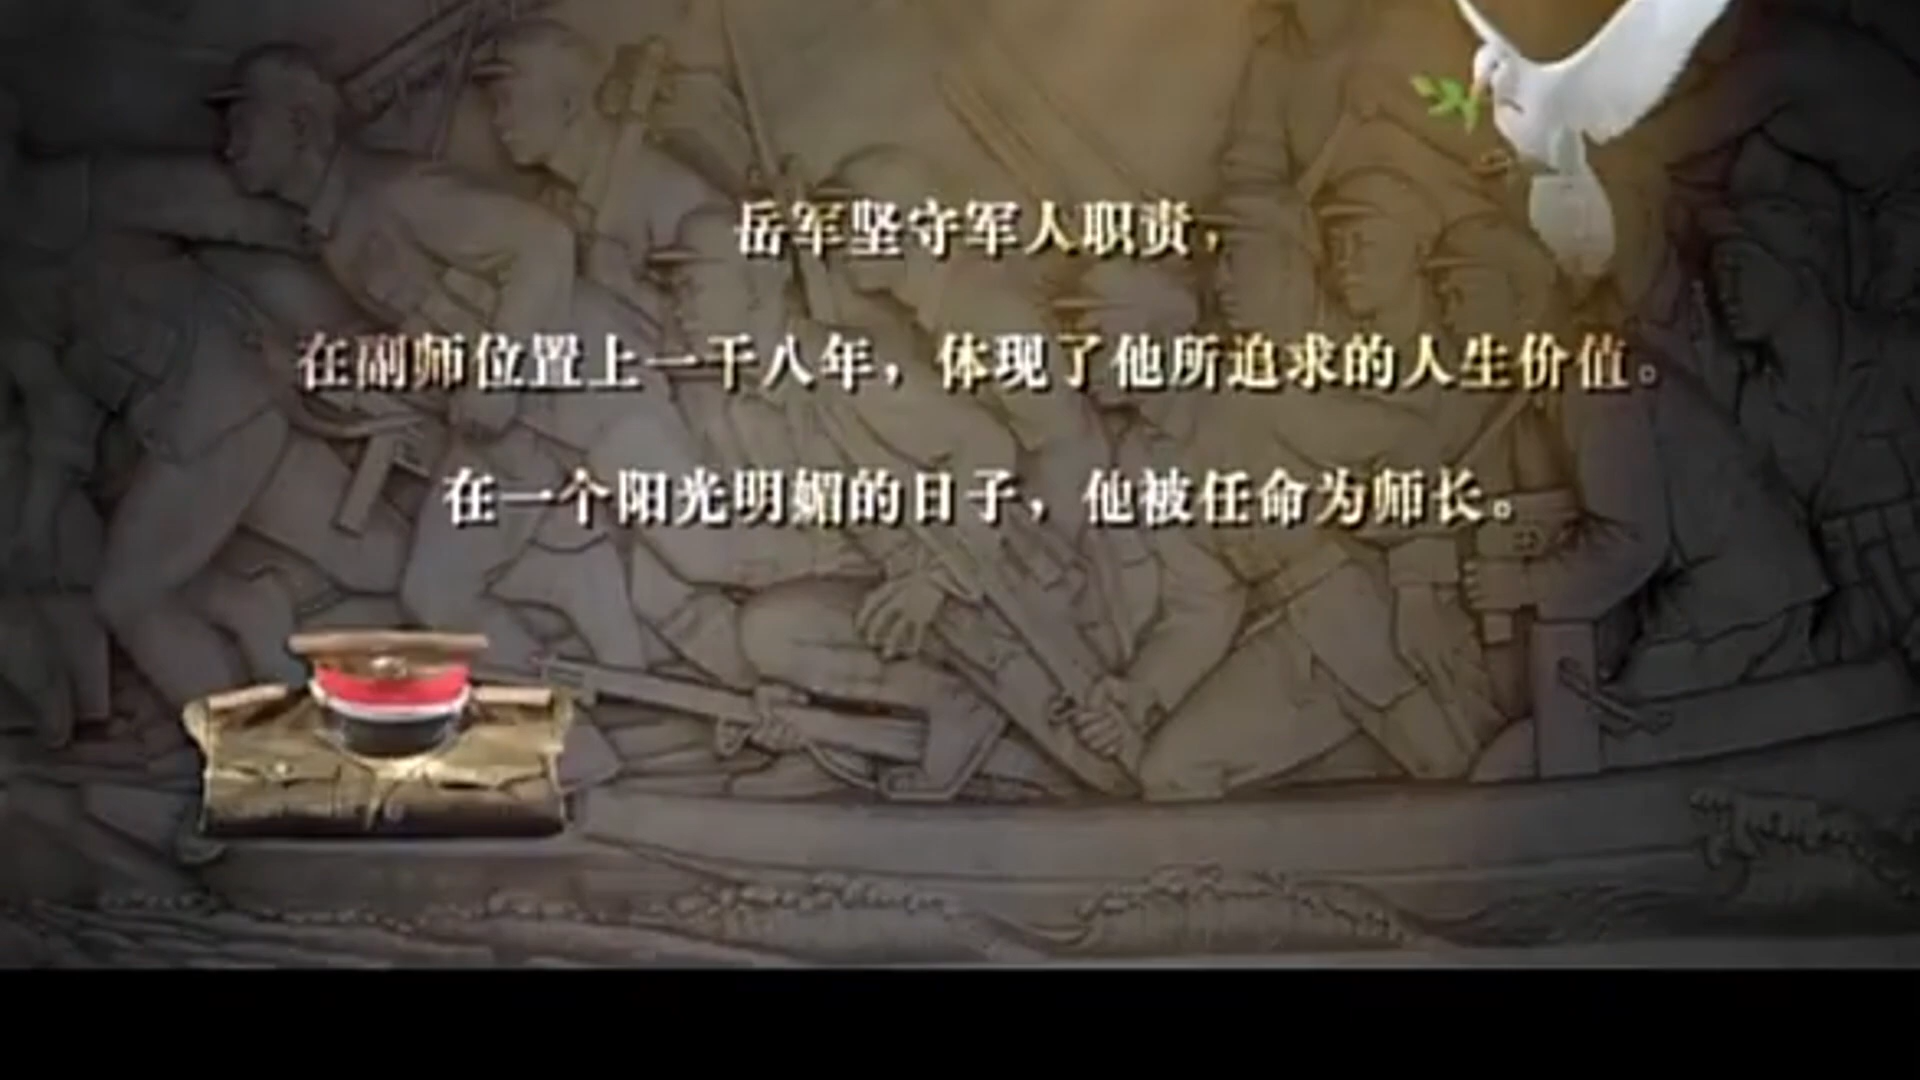 岳军坚守军人职责，
在副师位置上一干八年，体现了他所追求的人生价值。
在一个阳光明媚的日子，他被任命为师长。